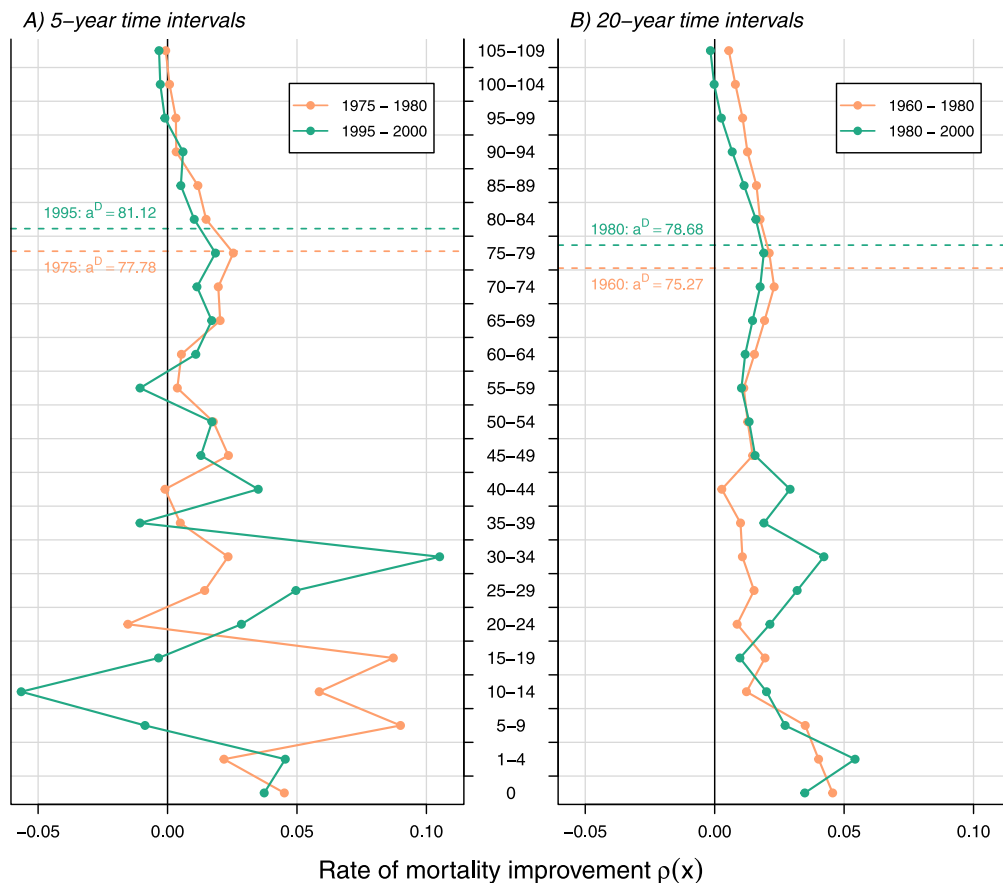 A) 5−year time intervals
B) 20−year time intervals
1975 − 1980
1995 − 2000
1995: aᴰ = 81.12
1975: aᴰ = 77.78
105−109
100−104
95−99
90−94
85−89
80−84
75−79
70−74
65−69
60−64
55−59
50−54
45−49
40−44
35−39
30−34
25−29
20−24
15−19
10−14
5−9
1−4
0
1960 − 1980
1980 − 2000
1980: aᴰ = 78.68
1960: aᴰ = 75.27
−0.05 0.00 0.05 0.10
−0.05 0.00 0.05 0.10
Rate of mortality improvement ρ(x)